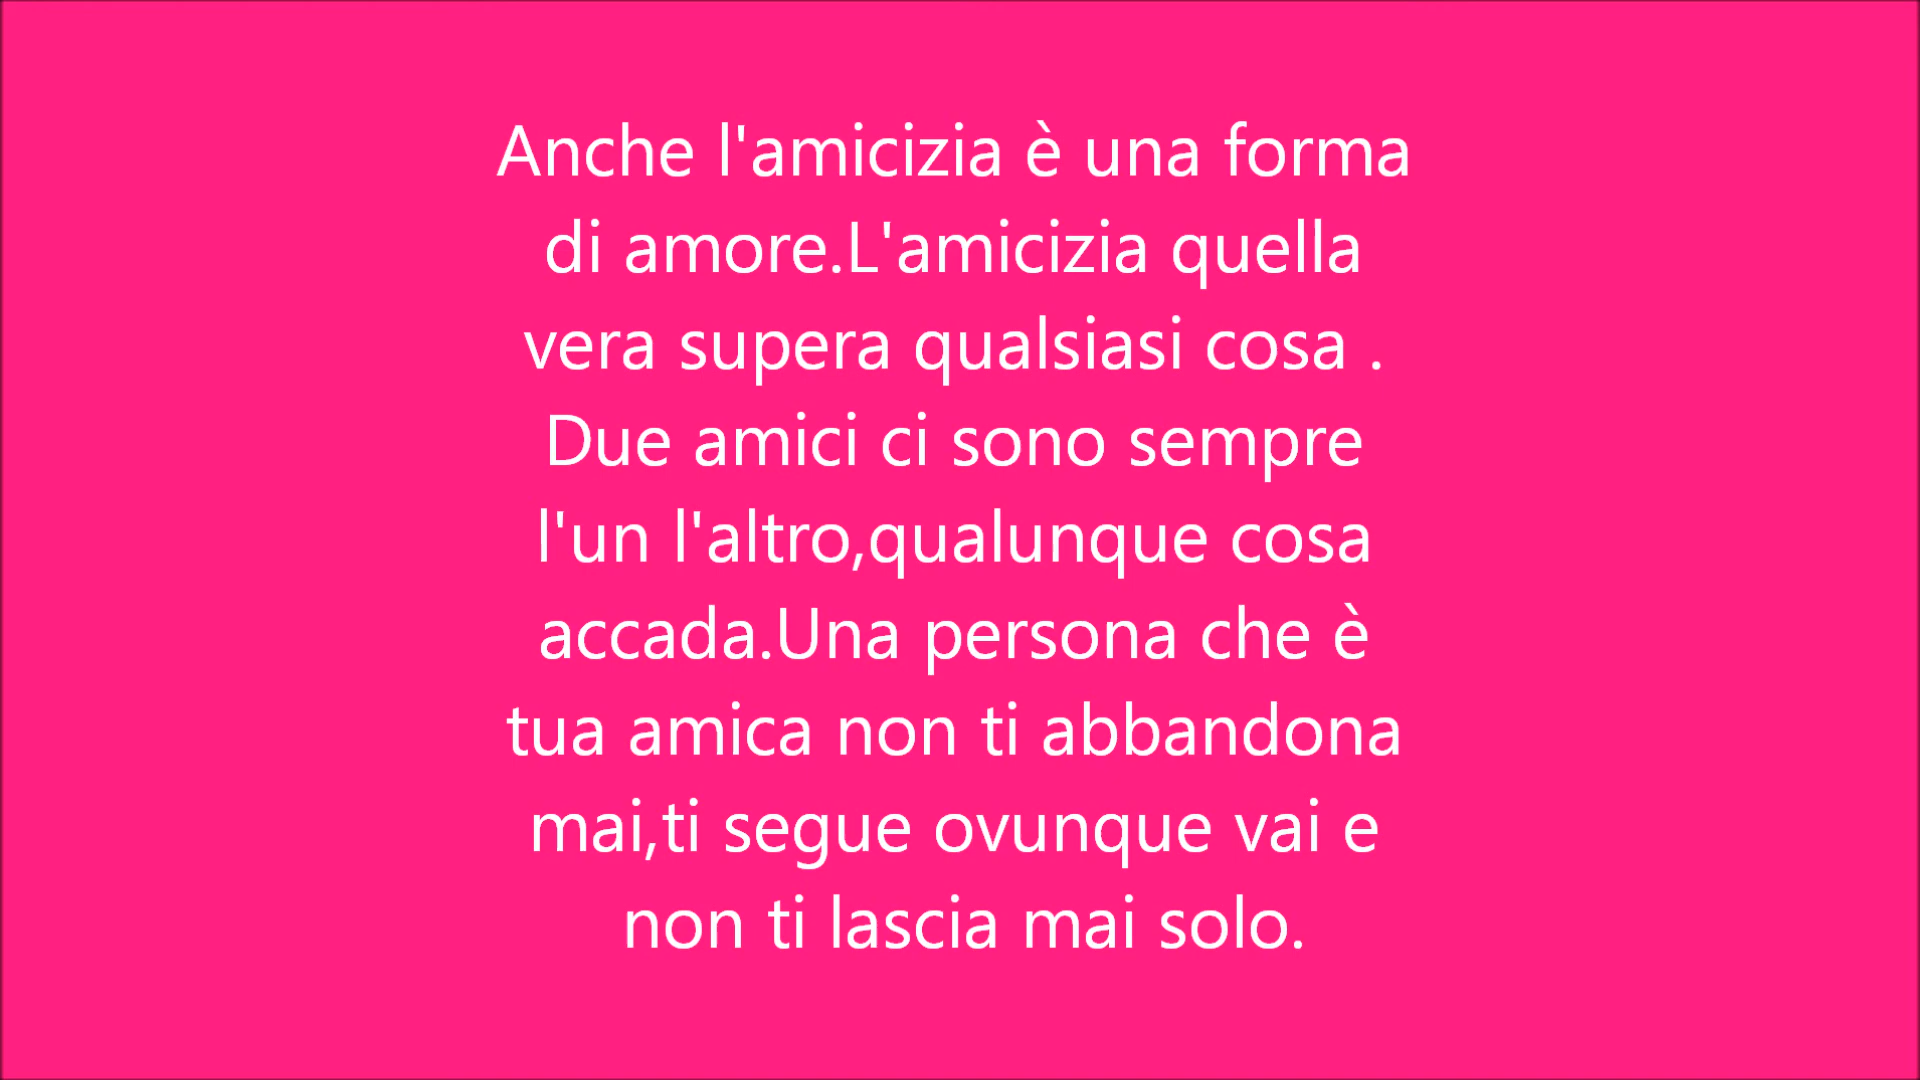 Anche l'amicizia è una forma
di amore.L'amicizia quella
vera supera qualsiasi cosa .
Due amici ci sono sempre
l'un l'altro,qualunque cosa
accada.Una persona che è
tua amica non ti abbandona
mai,ti segue ovunque vai e
non ti lascia mai solo.